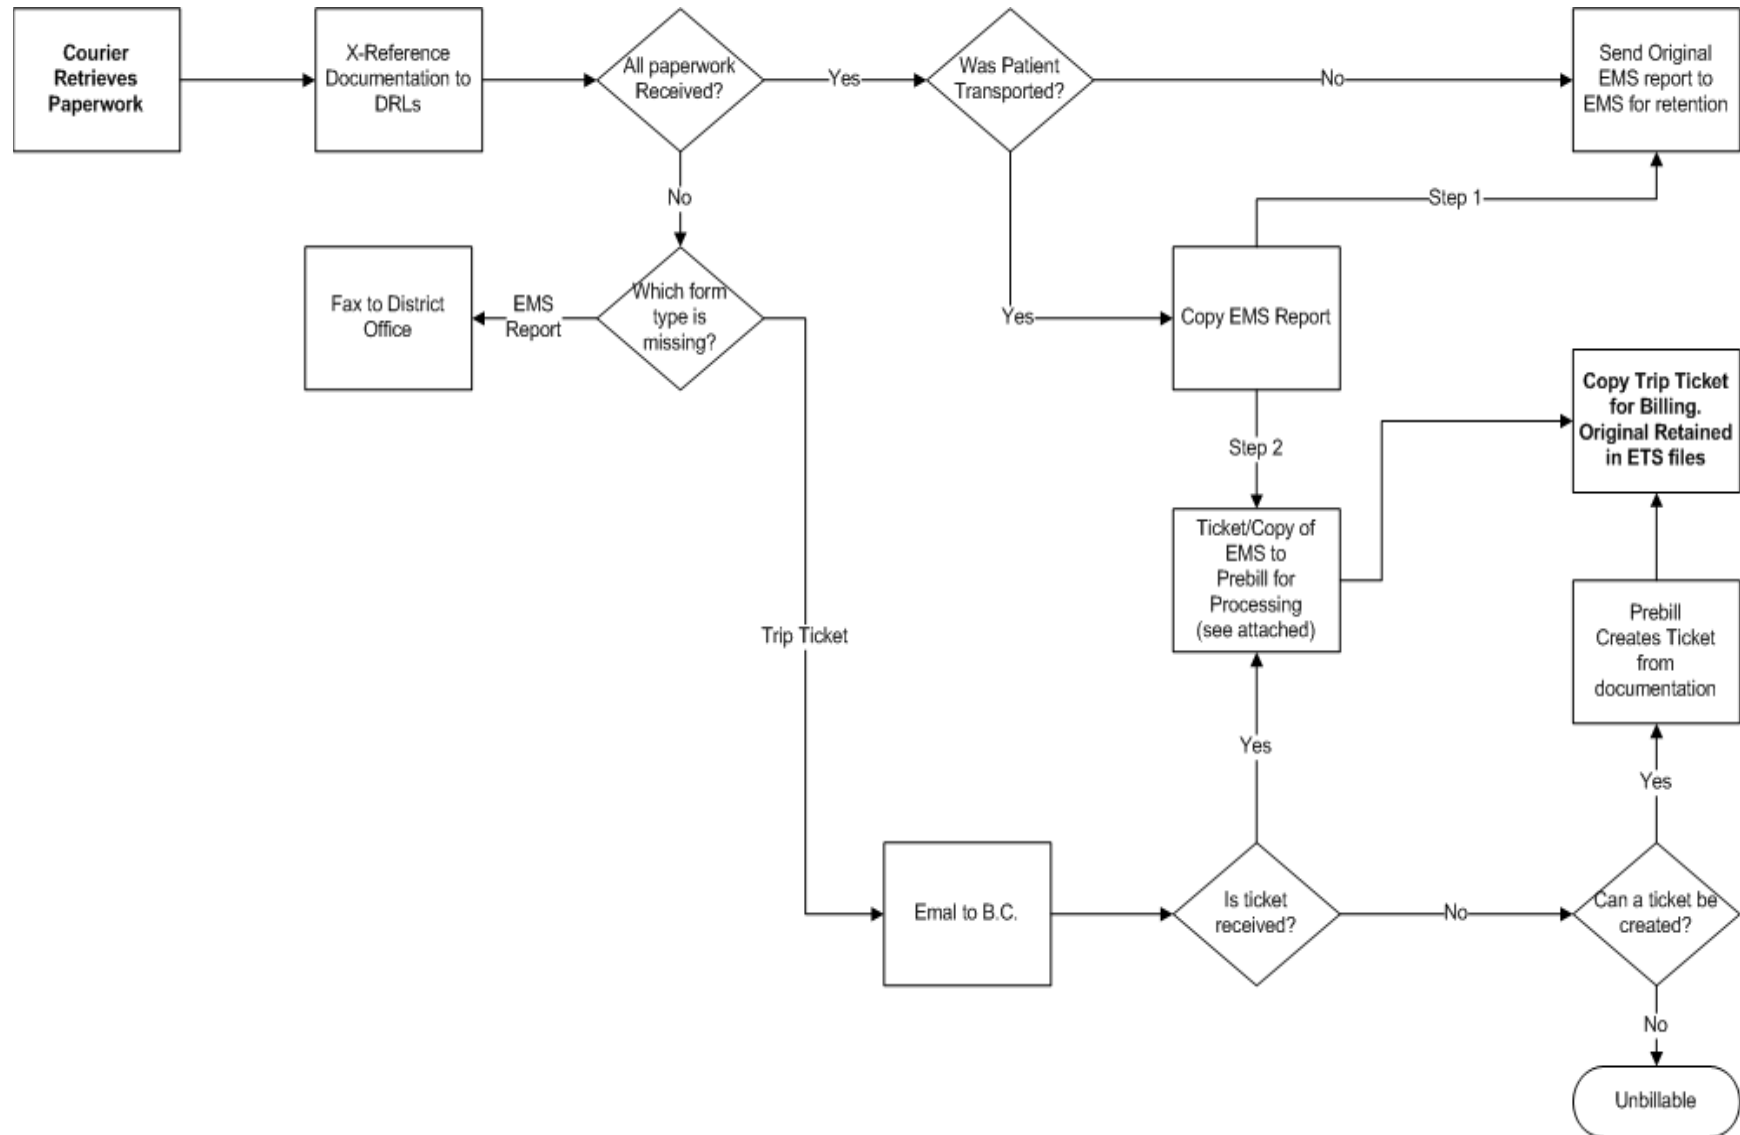 Courier
Retrieves
Paperwork
X-Reference
Documentation to
DRLs
All paperwork
Received?
Yes
Was Patient
Transported?
No
Send Original
EMS report to
EMS for retention
No
Step 1
Fax to District
Office
EMS
Report
Which form
type is
missing?
Yes
Copy EMS Report
Copy Trip Ticket
for Billing.
Original Retained
in ETS files
Step 2
Ticket/Copy of
EMS to
Prebill for
Processing
(see attached)
Trip Ticket
Prebill
Creates Ticket
from
documentation
Yes
Yes
Emal to B.C.
Is ticket
received?
No
Can a ticket be
created?
No
Unbillable